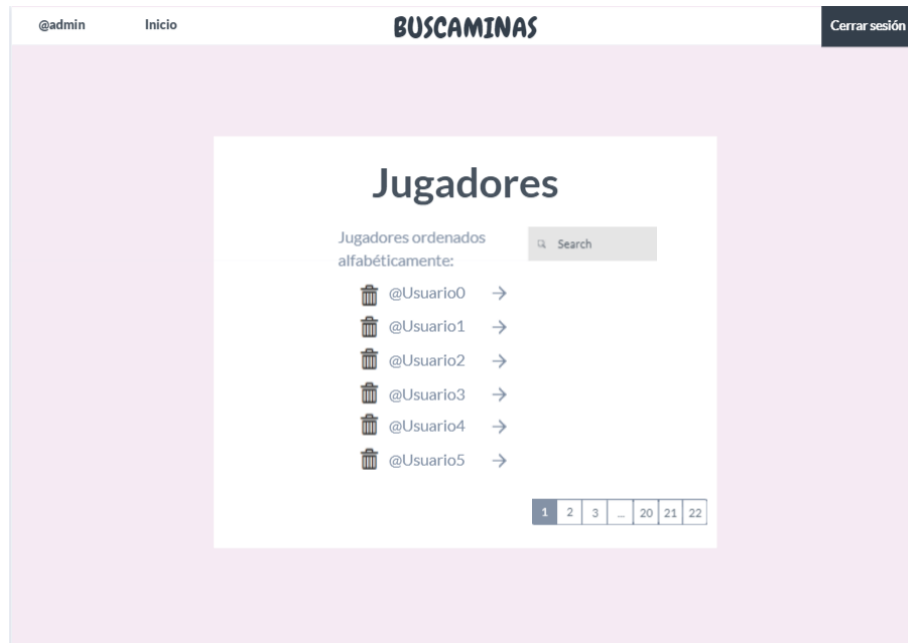 @admin Inicio BUSCAMINAS Cerrar sesión
Jugadores
Jugadores ordenados
alfabéticamente:
Search
@Usuario0
@Usuario1
@Usuario2
@Usuario3
@Usuario4
@Usuario5
1 2 3 ... 20 21 22